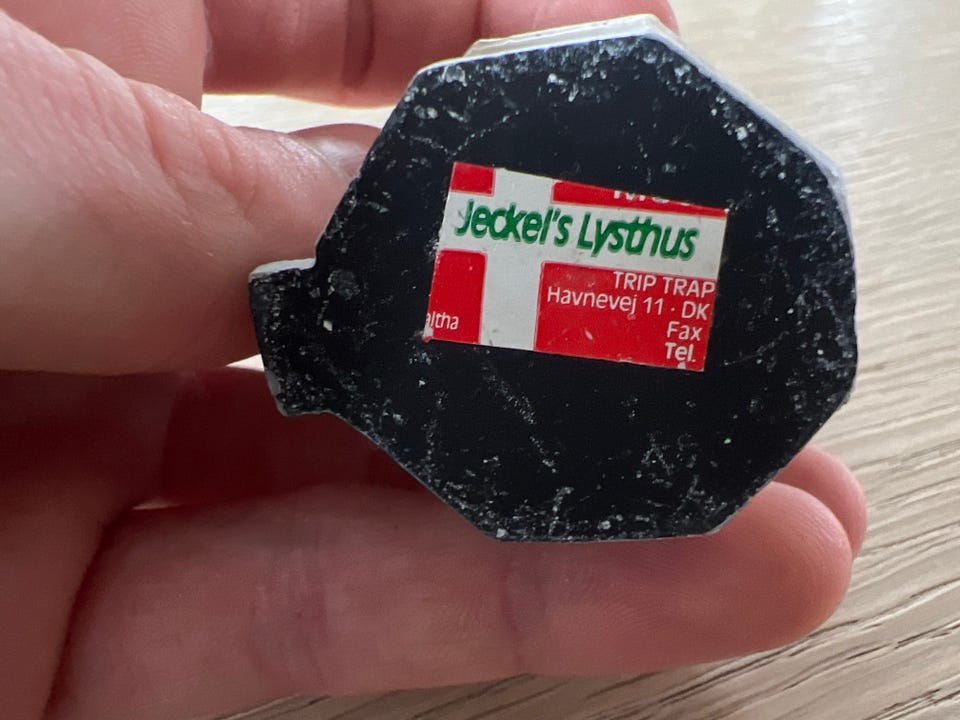 Jeckel's Lysthus
TRIP TRAP
Havnevej 11 · DK
altha
Fax
Tel.